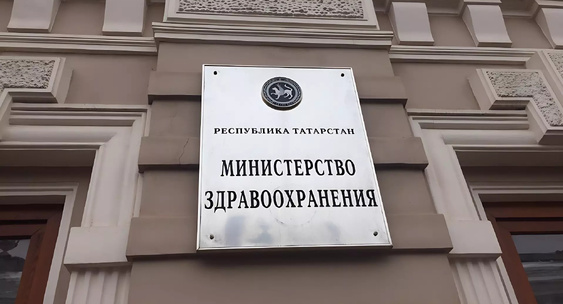 РЕСПУБЛИКА ТАТАРСТАН
МИНИСТЕРСТВО
ЗДРАВООХРАНЕНИЯ